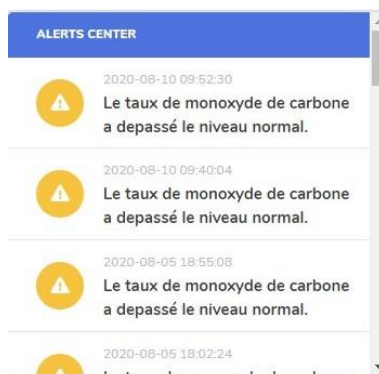 ALERTS CENTER
2020-08-10 09:52:30
Le taux de monoxyde de carbone
a depassé le niveau normal.
2020-08-10 09:40:04
Le taux de monoxyde de carbone
a depassé le niveau normal.
2020-08-05 18:55:08
Le taux de monoxyde de carbone
a depassé le niveau normal.
2020-08-05 18:02:24